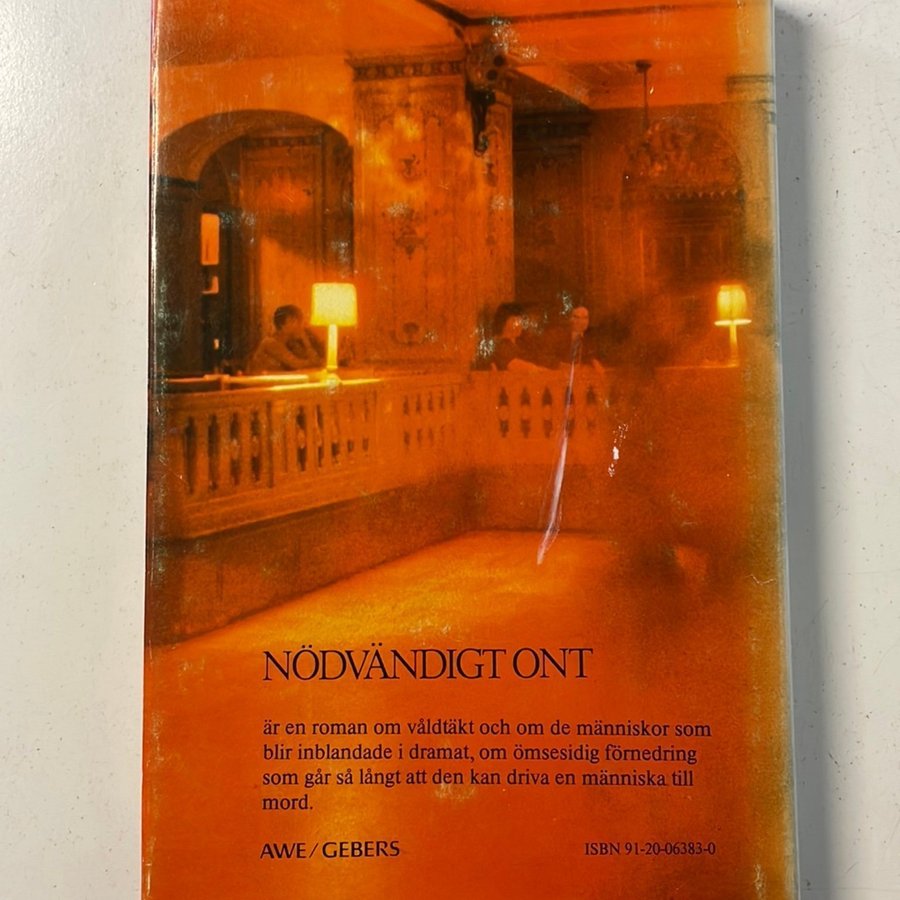 NÖDVÄNDIGT ONT
är en roman om våldtäkt och om de människor som
blir inblandade i dramat, om ömsesidig förnedring
som går så långt att den kan driva en människa till
mord.
AWE/GEBERS
ISBN 91-20-06383-0